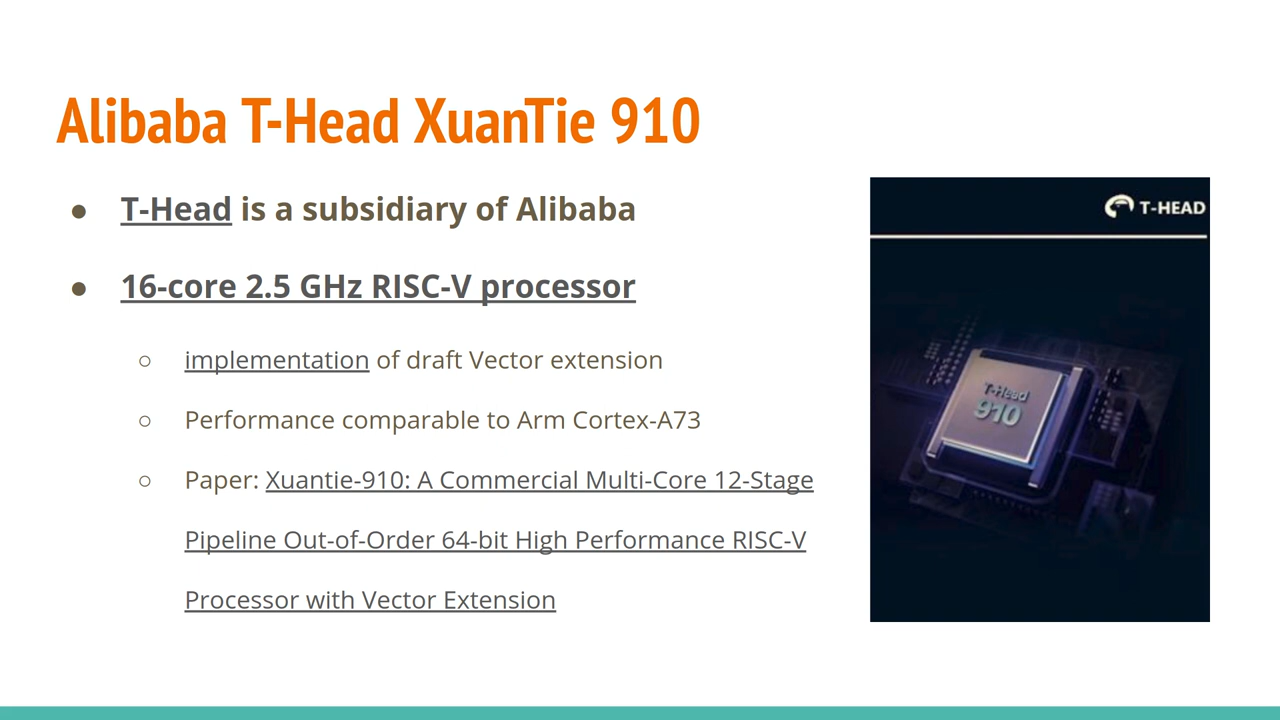 Alibaba T-Head XuanTie 910
● T-Head is a subsidiary of Alibaba
● 16-core 2.5 GHz RISC-V processor
○ implementation of draft Vector extension
○ Performance comparable to Arm Cortex-A73
○ Paper: Xuantie-910: A Commercial Multi-Core 12-Stage
Pipeline Out-of-Order 64-bit High Performance RISC-V
Processor with Vector Extension
T-HEAD
T-Head
910